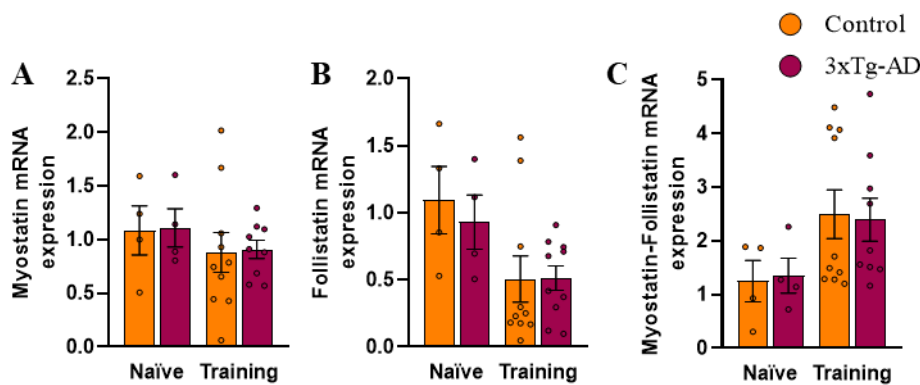 Control
3xTg-AD
A
Myostatin mRNA
expression
2.5
2.0
1.5
1.0
0.5
0.0
Naïve Training
B
Follistatin mRNA
expression
2.0
1.5
1.0
0.5
0.0
Naïve Training
C
Myostatin-Follistatin mRNA
expression
5
4
3
2
1
0
Naïve Training